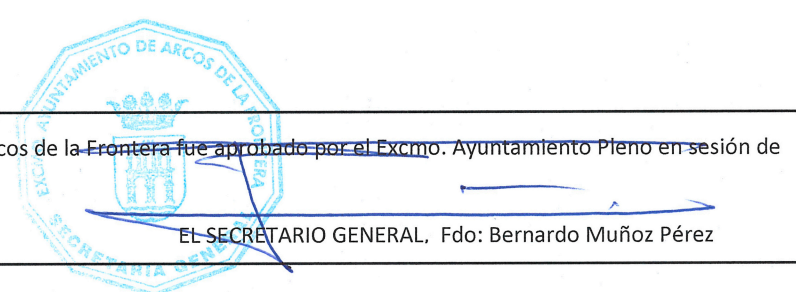 EXCMO. AYUNTAMIENTO DE ARCOS DE LA FRONTERA
SECRETARIA GENERAL
cos de la Frontera fue aprobado por el Excmo. Ayuntamiento Pleno en sesión de
EL SECRETARIO GENERAL, Fdo: Bernardo Muñoz Pérez